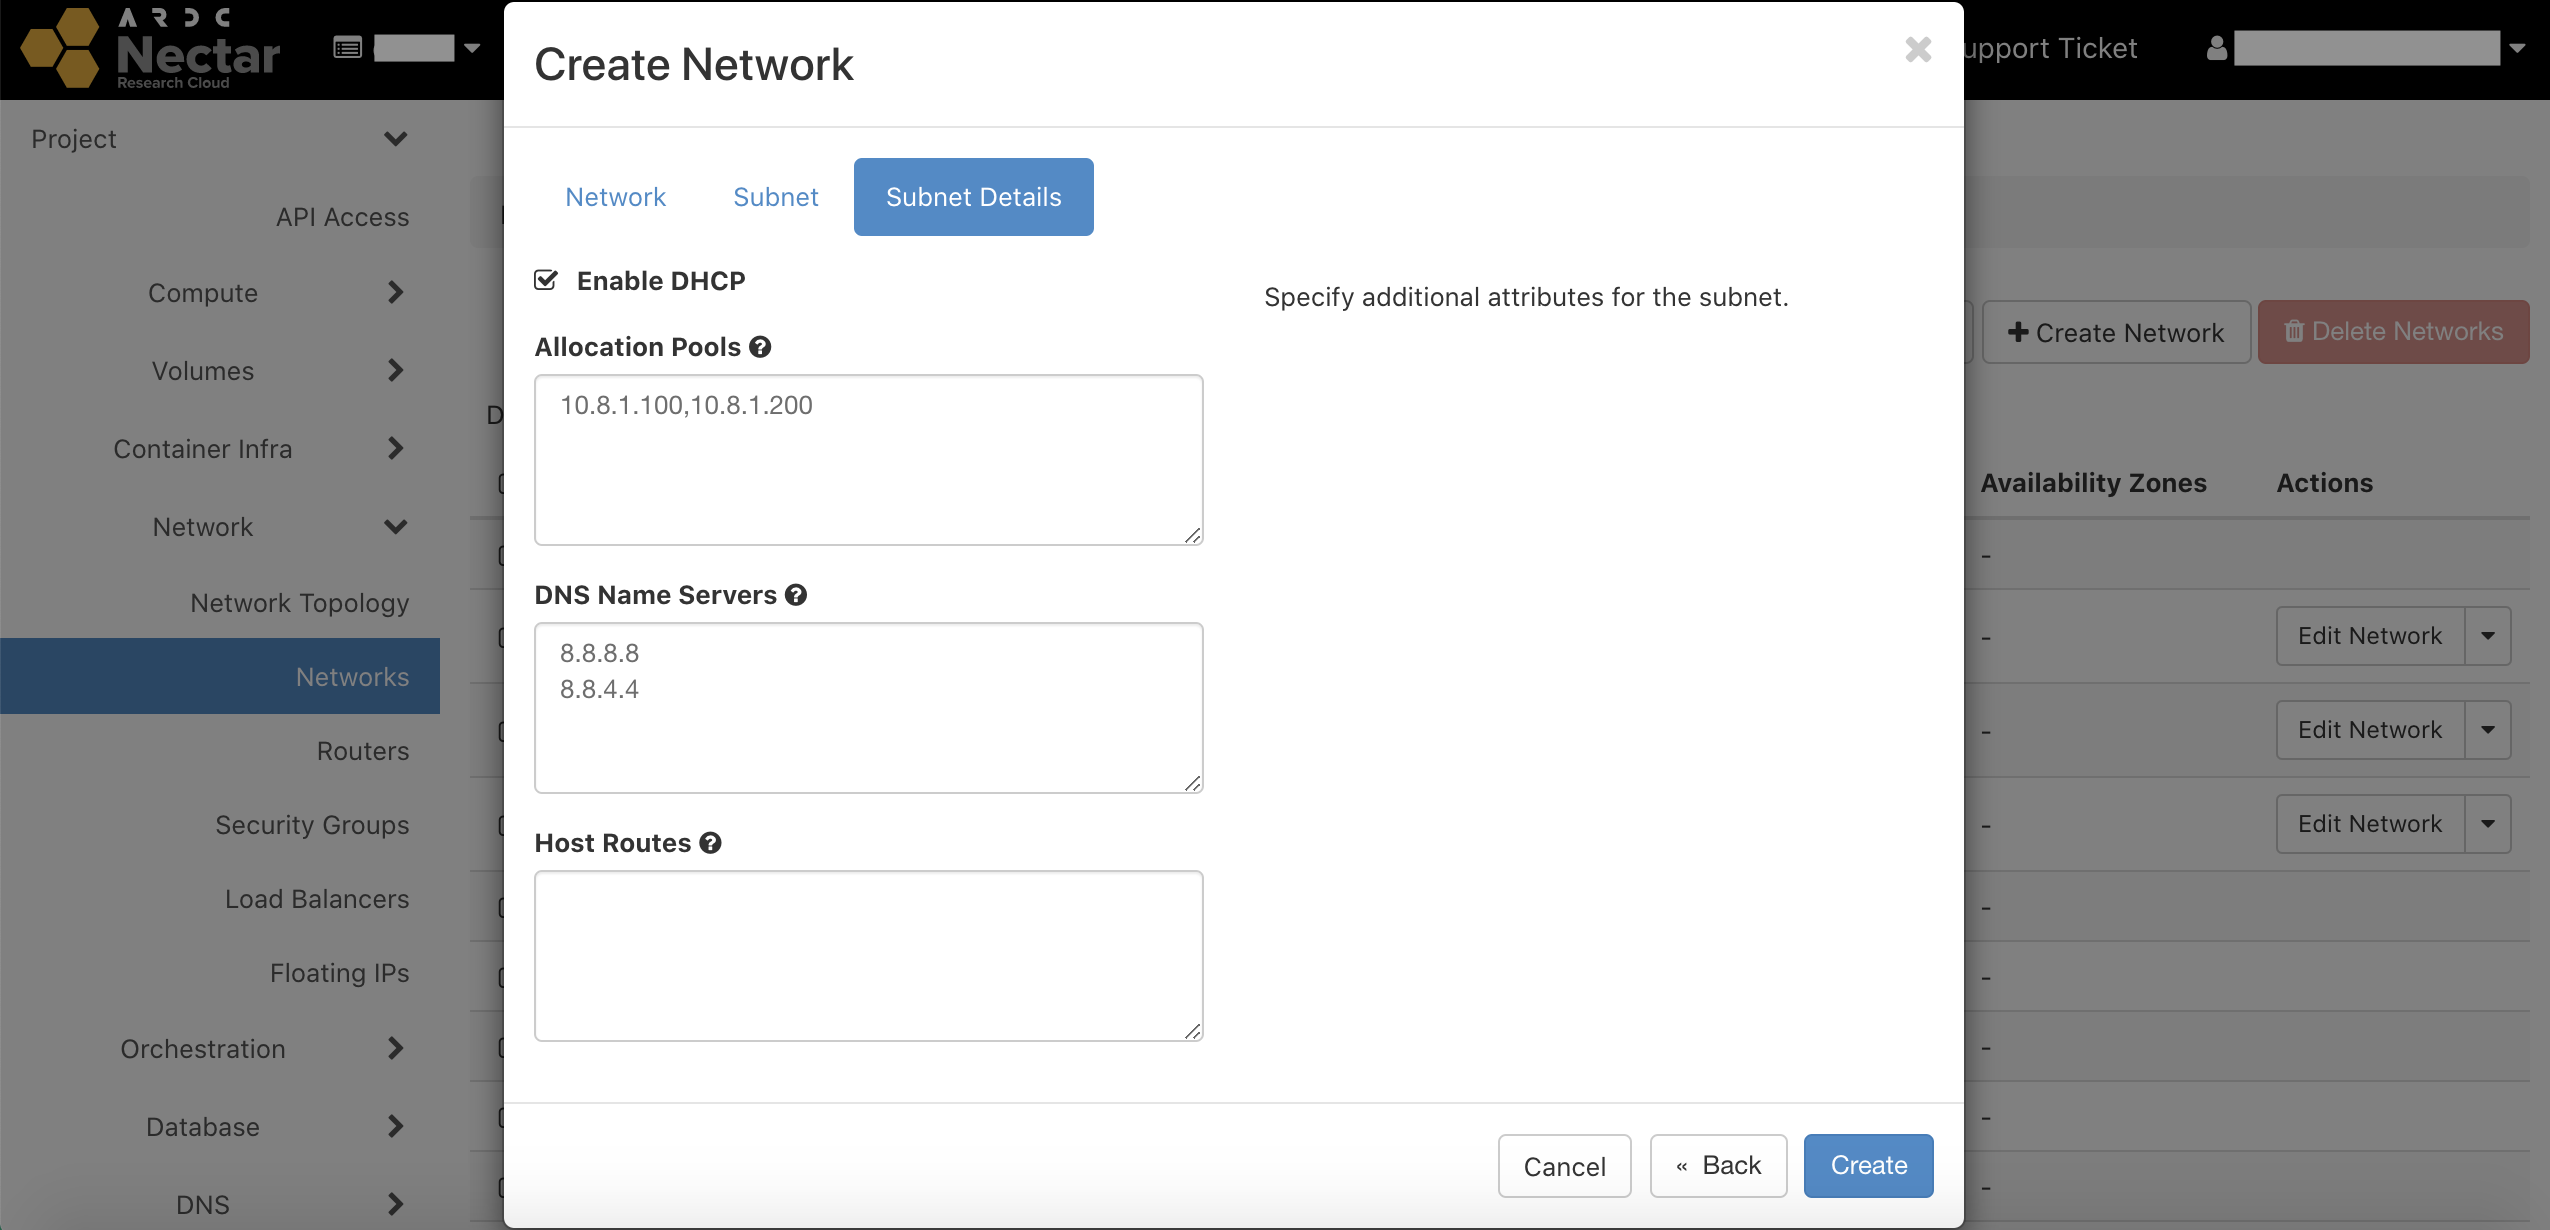 ARDC
Nectar
Research Cloud
upport Ticket
Project
API Access
Compute
Volumes
Container Infra
Network
Network Topology
Networks
Routers
Security Groups
Load Balancers
Floating IPs
Orchestration
Database
DNS
Create Network
Network
Subnet
Subnet Details
Enable DHCP
Specify additional attributes for the subnet.
Allocation Pools
10.8.1.100,10.8.1.200
DNS Name Servers
8.8.8.8
8.8.4.4
Host Routes
Cancel
« Back
Create
Create Network
Delete Networks
D
Availability Zones
Actions
-
-
Edit Network
-
Edit Network
-
Edit Network
-
-
-
-
-